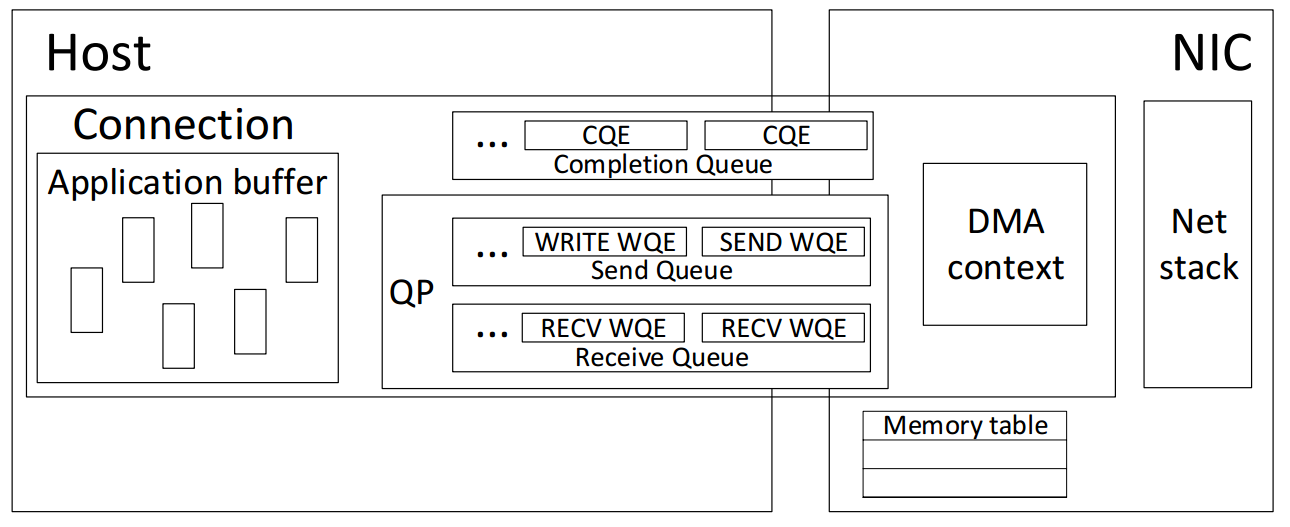 Host
NIC
Connection
Application buffer
... CQE CQE
Completion Queue
QP
... WRITE WQE SEND WQE
Send Queue
... RECV WQE RECV WQE
Receive Queue
DMA
context
Net
stack
Memory table